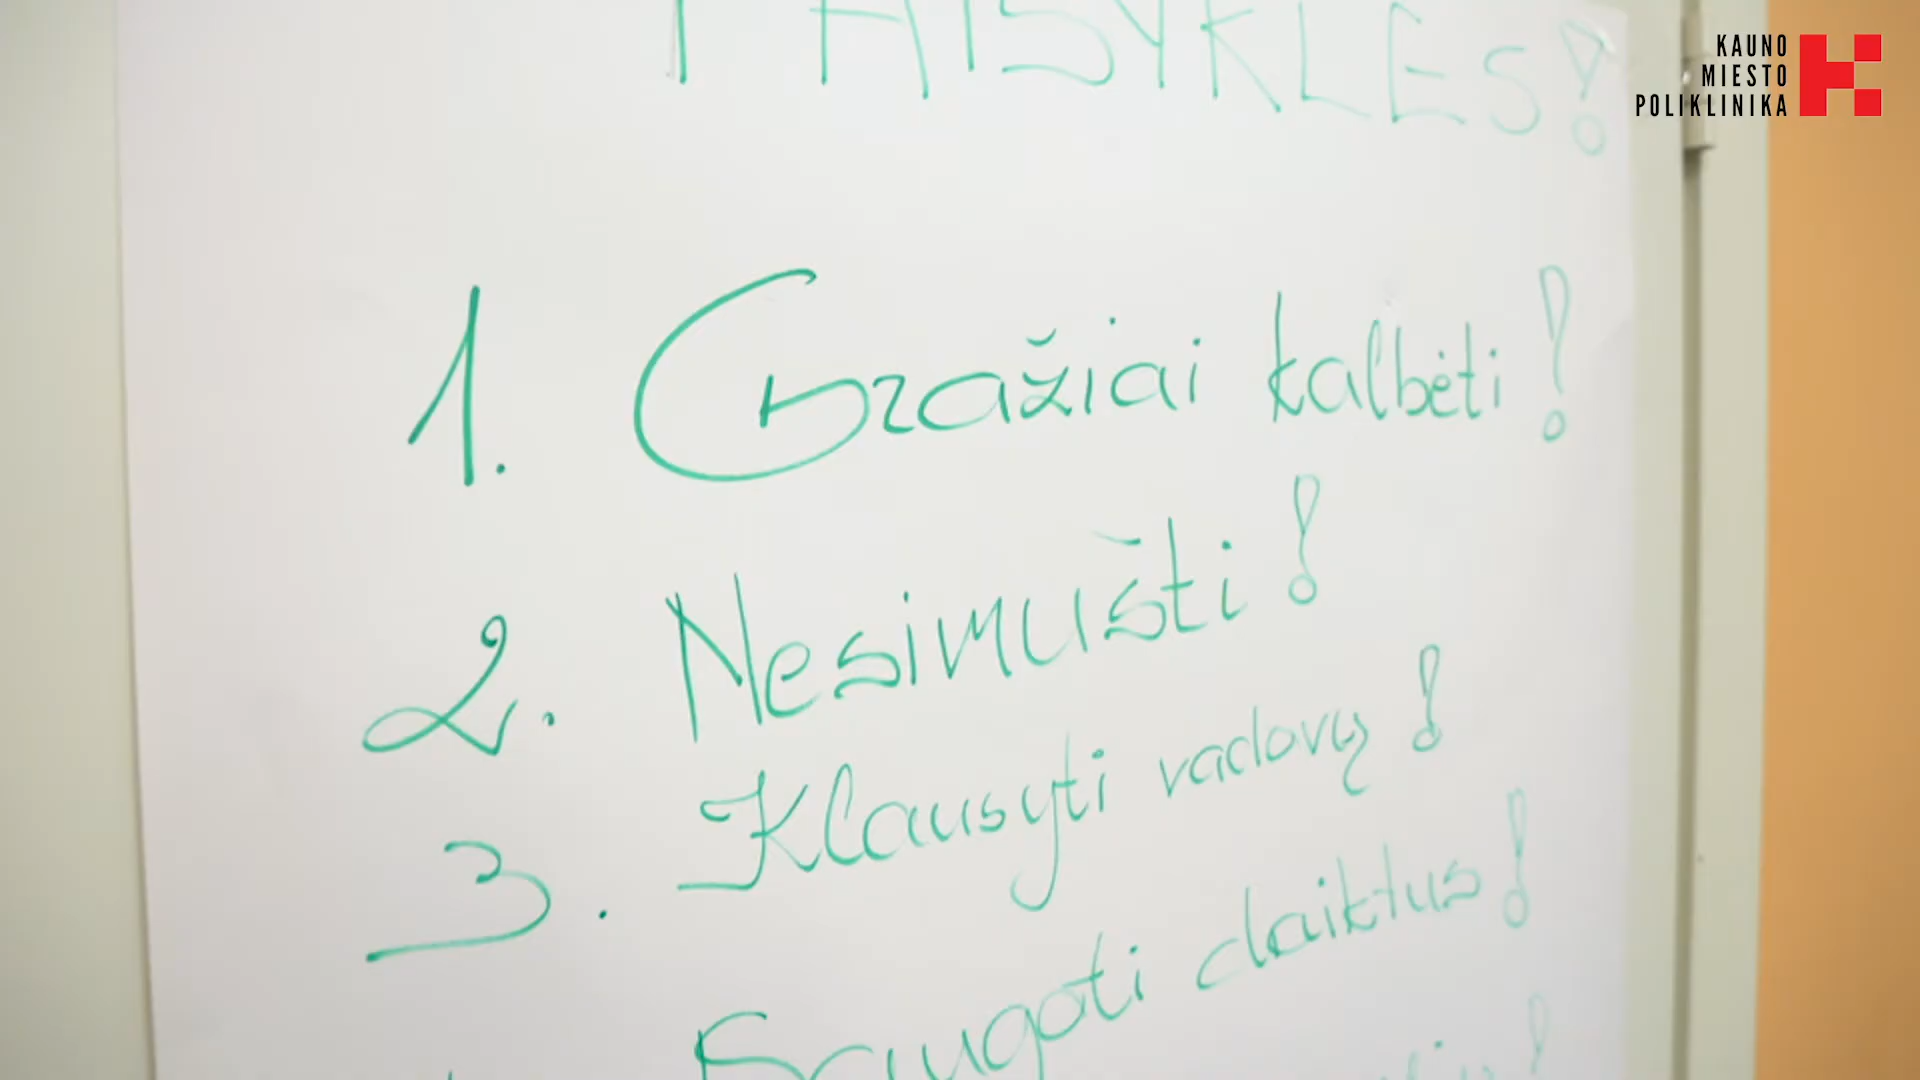 TAISYKLĖS!
KAUNO
MIESTO
POLIKLINIKA
1. Gražiai kalbėti!
2. Nesimušti!
3. Klausyti vadovų!
Saugoti daiktus!